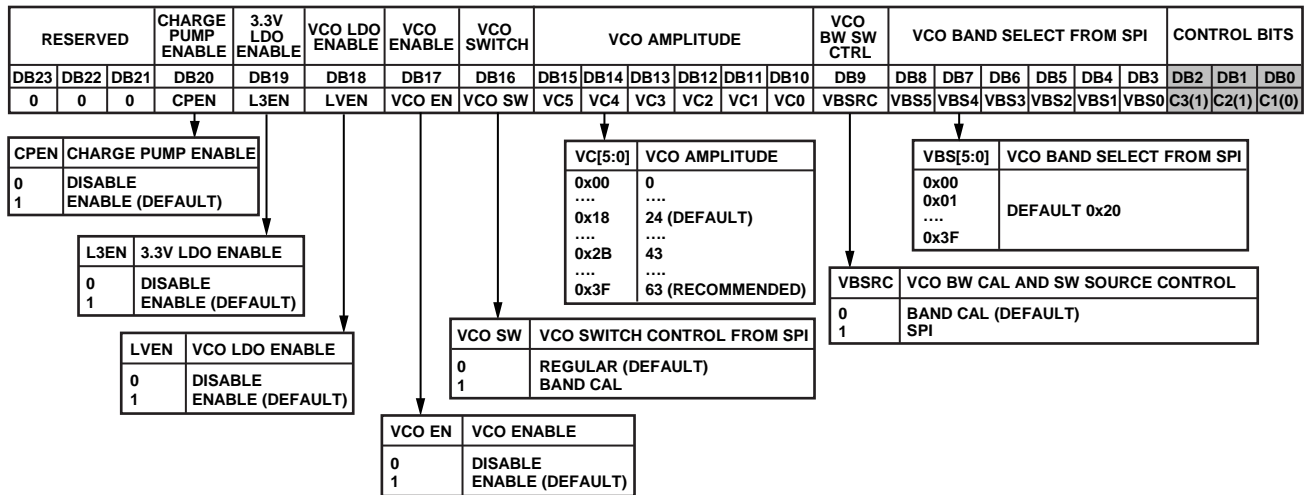 RESERVED
CHARGE PUMP ENABLE
3.3V LDO ENABLE
VCO LDO ENABLE
VCO ENABLE
VCO SWITCH
VCO AMPLITUDE
VCO BW SW CTRL
VCO BAND SELECT FROM SPI
CONTROL BITS
DB23 DB22 DB21 DB20 DB19 DB18 DB17 DB16 DB15 DB14 DB13 DB12 DB11 DB10 DB9 DB8 DB7 DB6 DB5 DB4 DB3 DB2 DB1 DB0
0 0 0 CPEN L3EN LVEN VCO EN VCO SW VC5 VC4 VC3 VC2 VC1 VC0 VBSRC VBS5 VBS4 VBS3 VBS2 VBS1 VBS0 C3(1) C2(1) C1(0)
CPEN CHARGE PUMP ENABLE
0 DISABLE
1 ENABLE (DEFAULT)
L3EN 3.3V LDO ENABLE
0 DISABLE
1 ENABLE (DEFAULT)
LVEN VCO LDO ENABLE
0 DISABLE
1 ENABLE (DEFAULT)
VCO EN VCO ENABLE
0 DISABLE
1 ENABLE (DEFAULT)
VCO SW VCO SWITCH CONTROL FROM SPI
0 REGULAR (DEFAULT)
1 BAND CAL
VC[5:0] VCO AMPLITUDE
0x00 0
.... ....
0x18 24 (DEFAULT)
.... ....
0x2B 43
.... ....
0x3F 63 (RECOMMENDED)
VBSRC VCO BW CAL AND SW SOURCE CONTROL
0 BAND CAL (DEFAULT)
1 SPI
VBS[5:0] VCO BAND SELECT FROM SPI
0x00
0x01
....
0x3F
DEFAULT 0x20